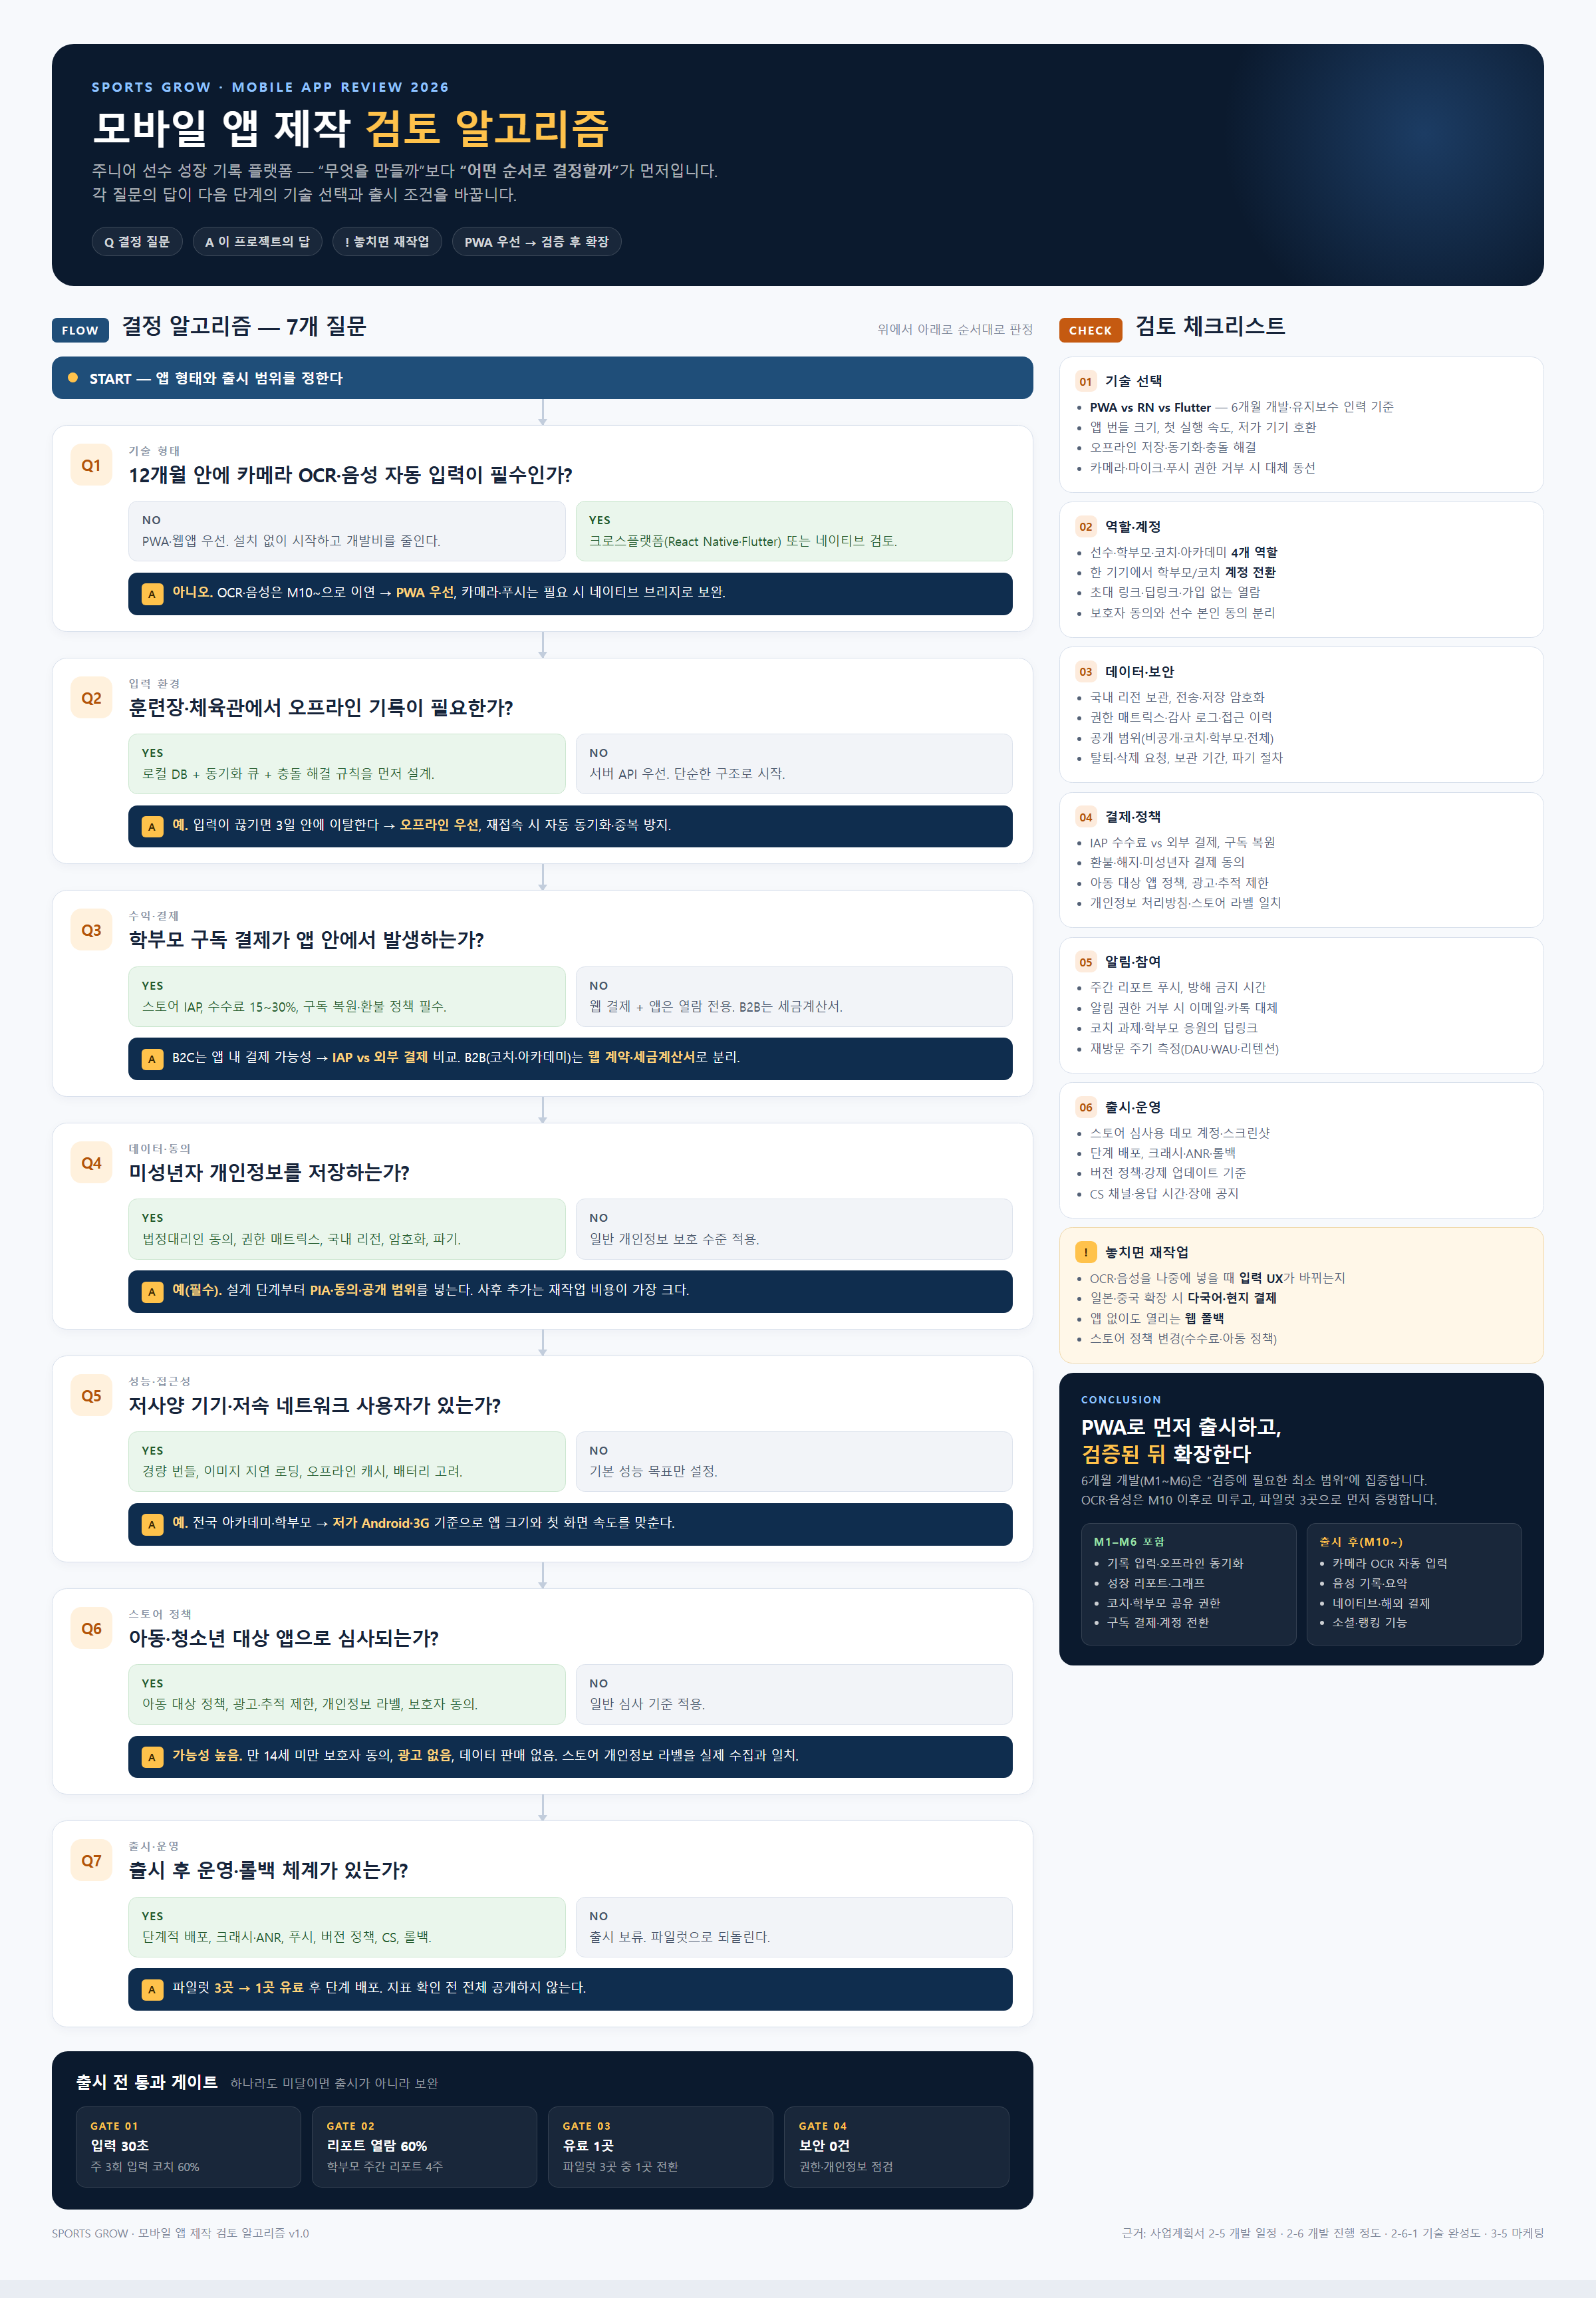 SPORTS GROW · MOBILE APP REVIEW 2026
모바일 앱 제작 검토 알고리즘
주니어 선수 성장 기록 플랫폼 — “무엇을 만들까”보다 “어떤 순서로 결정할까”가 먼저입니다.
각 질문의 답이 다음 단계의 기술 선택과 출시 조건을 바꿉니다.
Q 결정 질문
A 이 프로젝트의 답
! 놓치면 재작업
PWA 우선 → 검증 후 확장
FLOW
결정 알고리즘 — 7개 질문
위에서 아래로 순서대로 판정
START — 앱 형태와 출시 범위를 정한다
Q1
기술 형태
12개월 안에 카메라 OCR·음성 자동 입력이 필수인가?
NO
PWA·웹앱 우선. 설치 없이 시작하고 개발비를 줄인다.
YES
크로스플랫폼(React Native·Flutter) 또는 네이티브 검토.
A
아니오. OCR·음성은 M10~으로 이연 → PWA 우선, 카메라·푸시는 필요 시 네이티브 브리지로 보완.
Q2
입력 환경
훈련장·체육관에서 오프라인 기록이 필요한가?
YES
로컬 DB + 동기화 큐 + 충돌 해결 규칙을 먼저 설계.
NO
서버 API 우선. 단순한 구조로 시작.
A
예. 입력이 끊기면 3일 안에 이탈한다 → 오프라인 우선, 재접속 시 자동 동기화·중복 방지.
Q3
수익·결제
학부모 구독 결제가 앱 안에서 발생하는가?
YES
스토어 IAP, 수수료 15~30%, 구독 복원·환불 정책 필수.
NO
웹 결제 + 앱은 열람 전용. B2B는 세금계산서.
A
B2C는 앱 내 결제 가능성 → IAP vs 외부 결제 비교. B2B(코치·아카데미)는 웹 계약·세금계산서로 분리.
Q4
데이터·동의
미성년자 개인정보를 저장하는가?
YES
법정대리인 동의, 권한 매트릭스, 국내 리전, 암호화, 파기.
NO
일반 개인정보 보호 수준 적용.
A
예(필수). 설계 단계부터 PIA·동의·공개 범위를 넣는다. 사후 추가는 재작업 비용이 가장 크다.
Q5
성능·접근성
저사양 기기·저속 네트워크 사용자가 있는가?
YES
경량 번들, 이미지 지연 로딩, 오프라인 캐시, 배터리 고려.
NO
기본 성능 목표만 설정.
A
예. 전국 아카데미·학부모 → 저가 Android·3G 기준으로 앱 크기와 첫 화면 속도를 맞춘다.
Q6
스토어 정책
아동·청소년 대상 앱으로 심사되는가?
YES
아동 대상 정책, 광고·추적 제한, 개인정보 라벨, 보호자 동의.
NO
일반 심사 기준 적용.
A
가능성 높음. 만 14세 미만 보호자 동의, 광고 없음, 데이터 판매 없음. 스토어 개인정보 라벨을 실제 수집과 일치.
Q7
출시·운영
출시 후 운영·롤백 체계가 있는가?
YES
단계적 배포, 크래시·ANR, 푸시, 버전 정책, CS, 롤백.
NO
출시 보류. 파일럿으로 되돌린다.
A
파일럿 3곳 → 1곳 유료 후 단계 배포. 지표 확인 전 전체 공개하지 않는다.
출시 전 통과 게이트
하나라도 미달이면 출시가 아니라 보완
GATE 01
입력 30초
주 3회 입력 코치 60%
GATE 02
리포트 열람 60%
학부모 주간 리포트 4주
GATE 03
유료 1곳
파일럿 3곳 중 1곳 전환
GATE 04
보안 0건
권한·개인정보 점검
CHECK
검토 체크리스트
01
기술 선택
• PWA vs RN vs Flutter — 6개월 개발·유지보수 인력 기준
• 앱 번들 크기, 첫 실행 속도, 저가 기기 호환
• 오프라인 저장·동기화·충돌 해결
• 카메라·마이크·푸시 권한 거부 시 대체 동선
02
역할·계정
• 선수·학부모·코치·아카데미 4개 역할
• 한 기기에서 학부모/코치 계정 전환
• 초대 링크·딥링크·가입 없는 열람
• 보호자 동의와 선수 본인 동의 분리
03
데이터·보안
• 국내 리전 보관, 전송·저장 암호화
• 권한 매트릭스·감사 로그·접근 이력
• 공개 범위(비공개·코치·학부모·전체)
• 탈퇴·삭제 요청, 보관 기간, 파기 절차
04
결제·정책
• IAP 수수료 vs 외부 결제, 구독 복원
• 환불·해지·미성년자 결제 동의
• 아동 대상 앱 정책, 광고·추적 제한
• 개인정보 처리방침·스토어 라벨 일치
05
알림·참여
• 주간 리포트 푸시, 방해 금지 시간
• 알림 권한 거부 시 이메일·카톡 대체
• 코치 과제·학부모 응원의 딥링크
• 재방문 주기 측정(DAU·WAU·리텐션)
06
출시·운영
• 스토어 심사용 데모 계정·스크린샷
• 단계 배포, 크래시·ANR·롤백
• 버전 정책·강제 업데이트 기준
• CS 채널·응답 시간·장애 공지
!
놓치면 재작업
• OCR·음성을 나중에 넣을 때 입력 UX가 바뀌는지
• 일본·중국 확장 시 다국어·현지 결제
• 앱 없이도 열리는 웹 폴백
• 스토어 정책 변경(수수료·아동 정책)
CONCLUSION
PWA로 먼저 출시하고,
검증된 뒤 확장한다
6개월 개발(M1~M6)은 “검증에 필요한 최소 범위”에 집중합니다.
OCR·음성은 M10 이후로 미루고, 파일럿 3곳으로 먼저 증명합니다.
M1–M6 포함
• 기록 입력·오프라인 동기화
• 성장 리포트·그래프
• 코치·학부모 공유 권한
• 구독 결제·계정 전환
출시 후(M10~)
• 카메라 OCR 자동 입력
• 음성 기록·요약
• 네이티브·해외 결제
• 소셜·랭킹 기능
SPORTS GROW · 모바일 앱 제작 검토 알고리즘 v1.0
근거: 사업계획서 2-5 개발 일정 · 2-6 개발 진행 정도 · 2-6-1 기술 완성도 · 3-5 마케팅